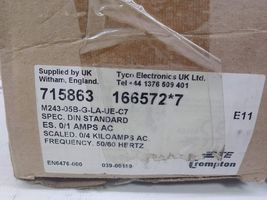 Supplied by UK
Witham, England.
Tyco Electronics UK Ltd.
Tel +44 1376 509 401
715863 166572*7
M243-05B-G-LA-UE-C7
SPEC. DIN STANDARD
ES. 0/1 AMPS AC
SCALED. 0/4 KILOAMPS AC.
FREQUENCY. 50/60 HERTZ
E11
EN6476-000
Crompton